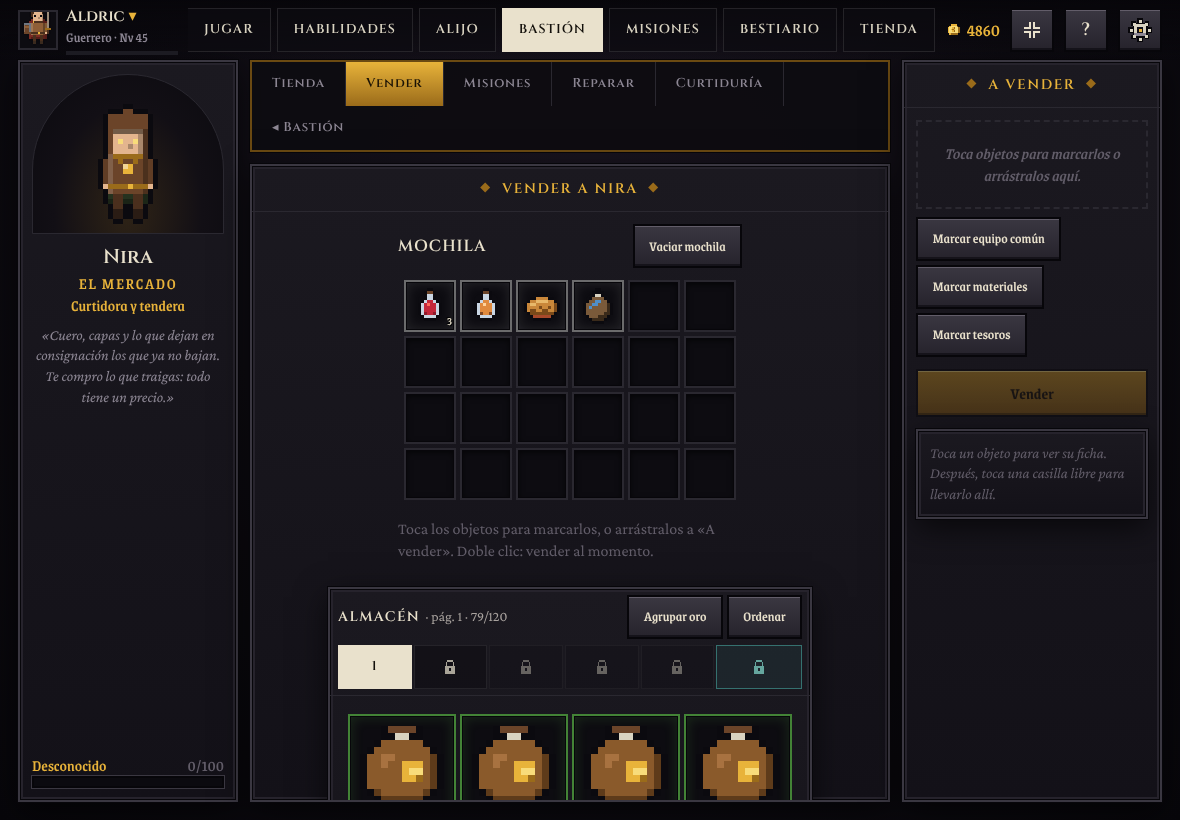 ALDRIC ▾
Guerrero · Nv 45
JUGAR
HABILIDADES
ALIJO
BASTIÓN
MISIONES
BESTIARIO
TIENDA
4860
?
TIENDA
VENDER
MISIONES
REPARAR
CURTIDURÍA
◂ BASTIÓN
NIRA
EL MERCADO
Curtidora y tendera
«Cuero, capas y lo que dejan en
consignación los que ya no bajan.
Te compro lo que traigas: todo
tiene un precio.»
Desconocido 0/100
◆ VENDER A NIRA ◆
MOCHILA
Vaciar mochila
3
Toca los objetos para marcarlos, o arrástralos a «A
vender». Doble clic: vender al momento.
ALMACÉN · pág. 1 · 79/120
Agrupar oro
Ordenar
I
◆ A VENDER ◆
Toca objetos para marcarlos o
arrástralos aquí.
Marcar equipo común
Marcar materiales
Marcar tesoros
Vender
Toca un objeto para ver su ficha.
Después, toca una casilla libre para
llevarlo allí.